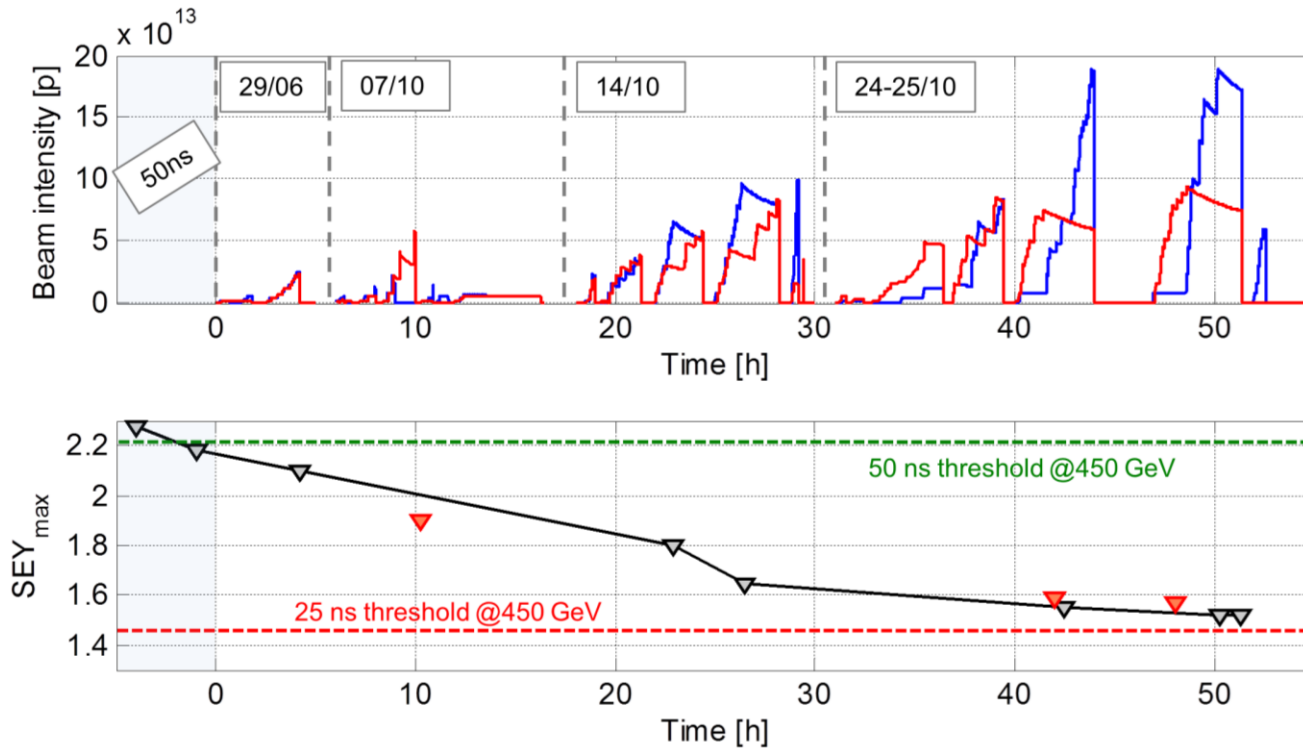 x 10^13
20
15
10
5
0
Beam intensity [p]
50ns
29/06
07/10
14/10
24-25/10
0 10 20 30 40 50
Time [h]
2.2
2
1.8
1.6
1.4
SEY_max
50 ns threshold @450 GeV
25 ns threshold @450 GeV
0 10 20 30 40 50
Time [h]